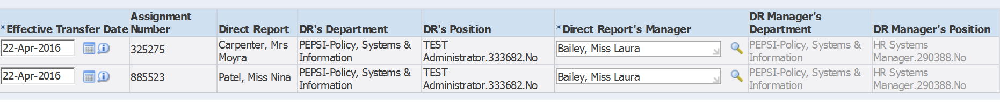 *Effective Transfer Date
Assignment
Number
Direct Report
DR's Department
DR's Position
*Direct Report's Manager
DR Manager's
Department
DR Manager's Position
22-Apr-2016
325275
Carpenter, Mrs
Moyra
PEPSI-Policy, Systems &
Information
TEST
Administrator.333682.No
Bailey, Miss Laura
PEPSI-Policy, Systems &
Information
HR Systems
Manager.290388.No
22-Apr-2016
885523
Patel, Miss Nina
PEPSI-Policy, Systems &
Information
TEST
Administrator.333682.No
Bailey, Miss Laura
PEPSI-Policy, Systems &
Information
HR Systems
Manager.290388.No